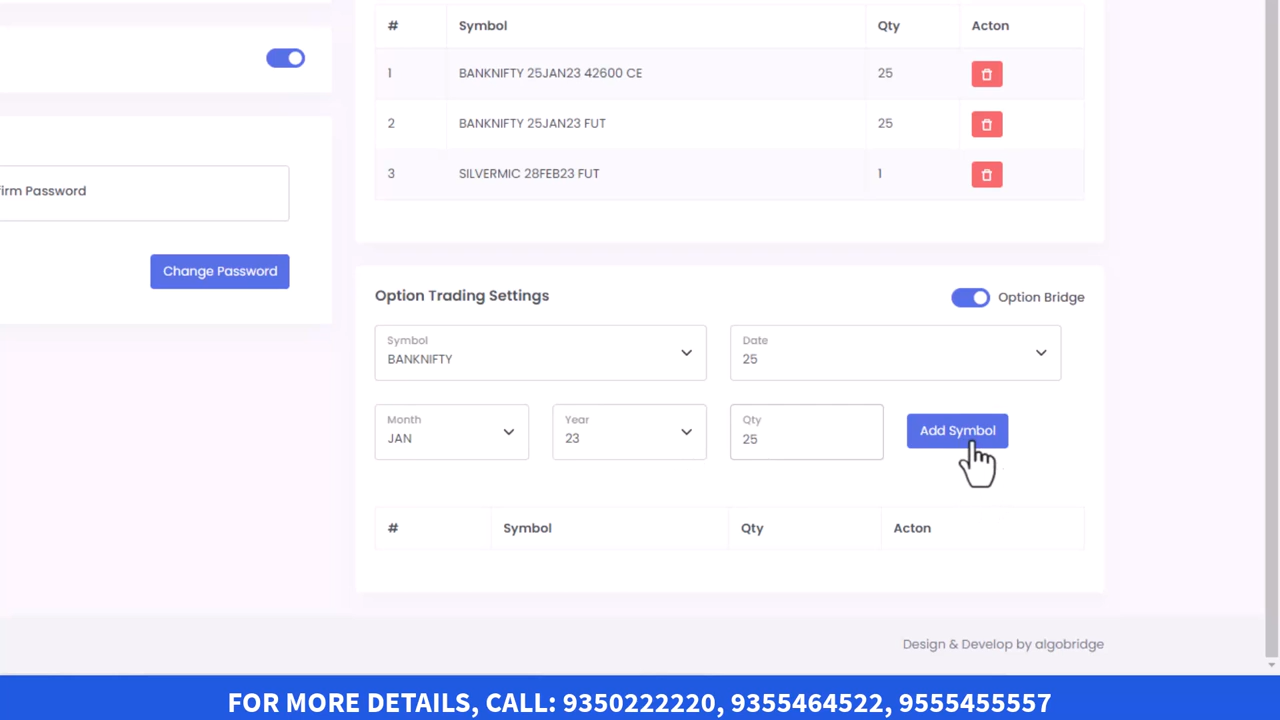 # Symbol Qty Acton
1 BANKNIFTY 25JAN23 42600 CE 25
2 BANKNIFTY 25JAN23 FUT 25
3 SILVERMIC 28FEB23 FUT 1
Password
Change Password
Option Trading Settings
Option Bridge
Symbol
BANKNIFTY
Date
25
Month
JAN
Year
23
Qty
25
Add Symbol
# Symbol Qty Acton
Design & Develop by algobridge
FOR MORE DETAILS, CALL: 9350222220, 9355464522, 9555455557